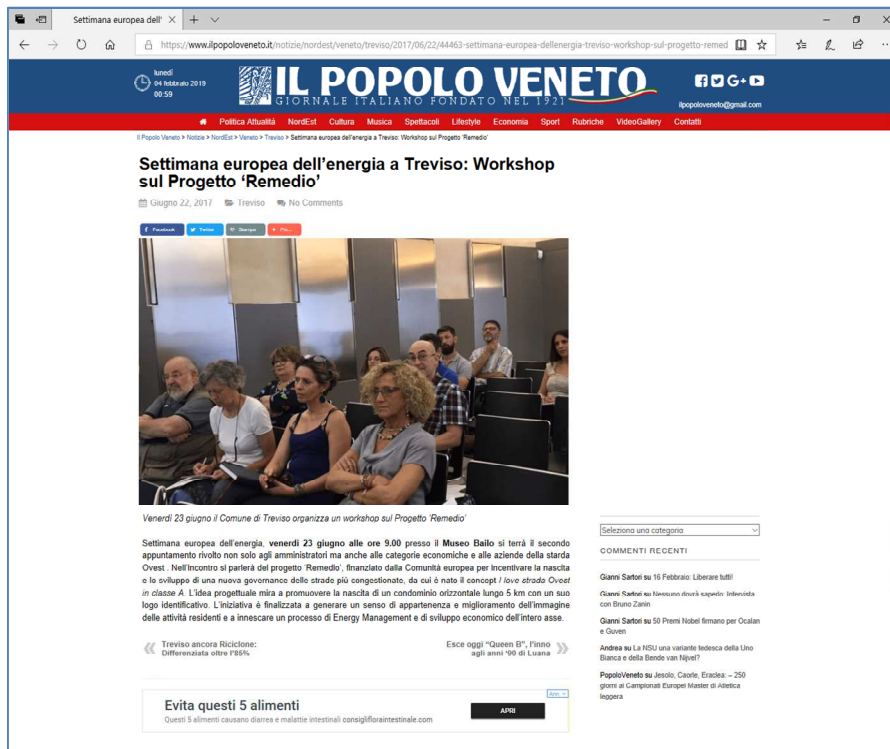 Settimana europea dell'
https://www.ilpopoloveneto.it/notizie/nordest/veneto/treviso/2017/06/22/44463-settimana-europea-dellenergia-treviso-workshop-sul-progetto-remed
lunedì
04 febbraio 2019
00:59
IL POPOLO VENETO
GIORNALE ITALIANO FONDATO NEL 1921
G+
ilpopoloveneto@gmail.com
Politica Attualità NordEst Cultura Musica Spettacoli Lifestyle Economia Sport Rubriche VideoGallery Contatti
Il Popolo Veneto > Notizie > NordEst > Veneto > Treviso > Settimana europea dell'energia a Treviso: Workshop sul Progetto 'Remedio'
Settimana europea dell'energia a Treviso: Workshop
sul Progetto 'Remedio'
Giugno 22, 2017 Treviso No Comments
Facebook Twitter Stampa Più...
Venerdì 23 giugno il Comune di Treviso organizza un workshop sul Progetto 'Remedio'
Settimana europea dell'energia, venerdì 23 giugno alle ore 9.00 presso il Museo Bailo si terrà il secondo
appuntamento rivolto non solo agli amministratori ma anche alle categorie economiche e alle aziende della starda
Ovest . Nell'Incontro si parlerà del progetto 'Remedio', finanziato dalla Comunità europea per Incentivare la nascita
e lo sviluppo di una nuova governance delle strade più congestionate, da cui è nato il concept I love strada Ovest
in classe A. L'idea progettuale mira a promuovere la nascita di un condominio orizzontale lungo 5 km con un suo
logo identificativo. L'iniziativa è finalizzata a generare un senso di appartenenza e miglioramento dell'immagine
delle attività residenti e a innescare un processo di Energy Management e di sviluppo economico dell'intero asse.
« Treviso ancora Riciclone:
Differenziata oltre l'85%
Esce oggi "Queen B", l'inno »
agli anni '90 di Luana
Evita questi 5 alimenti
Questi 5 alimenti causano diarrea e malattie intestinali consigliflloraintestinale.com
Ann.
APRI
Seleziona una categoria
COMMENTI RECENTI
Gianni Sartori su 16 Febbraio: Liberare tutti!
Gianni Sartori su Nessuno dovrà saperlo: Intervista
con Bruno Zanin
Gianni Sartori su 50 Premi Nobel firmano per Ocalan
e Guven
Andrea su La NSU una variante tedesca della Uno
Bianca e della Bende van Nijvel?
PopoloVeneto su Jesolo, Caorle, Eraclea: – 250
giorni ai Campionati Europei Master di Atletica
leggera